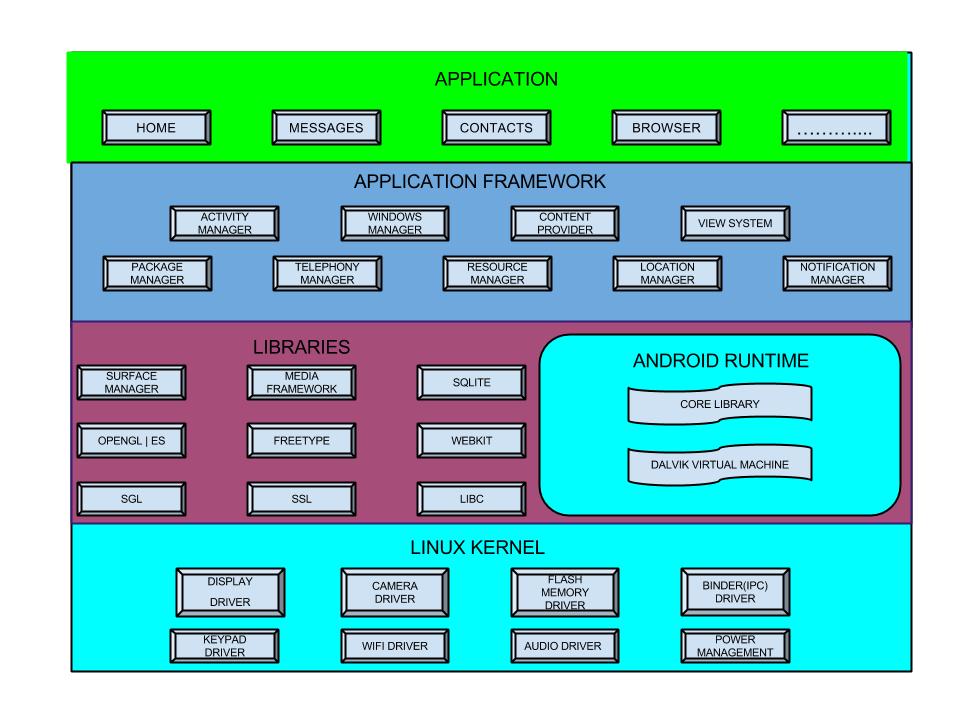 APPLICATION
HOME
MESSAGES
CONTACTS
BROWSER
.............
APPLICATION FRAMEWORK
ACTIVITY
MANAGER
WINDOWS
MANAGER
CONTENT
PROVIDER
VIEW SYSTEM
PACKAGE
MANAGER
TELEPHONY
MANAGER
RESOURCE
MANAGER
LOCATION
MANAGER
NOTIFICATION
MANAGER
LIBRARIES
SURFACE
MANAGER
MEDIA
FRAMEWORK
SQLITE
OPENGL | ES
FREETYPE
WEBKIT
SGL
SSL
LIBC
ANDROID RUNTIME
CORE LIBRARY
DALVIK VIRTUAL MACHINE
LINUX KERNEL
DISPLAY
DRIVER
CAMERA
DRIVER
FLASH
MEMORY
DRIVER
BINDER(IPC)
DRIVER
KEYPAD
DRIVER
WIFI DRIVER
AUDIO DRIVER
POWER
MANAGEMENT